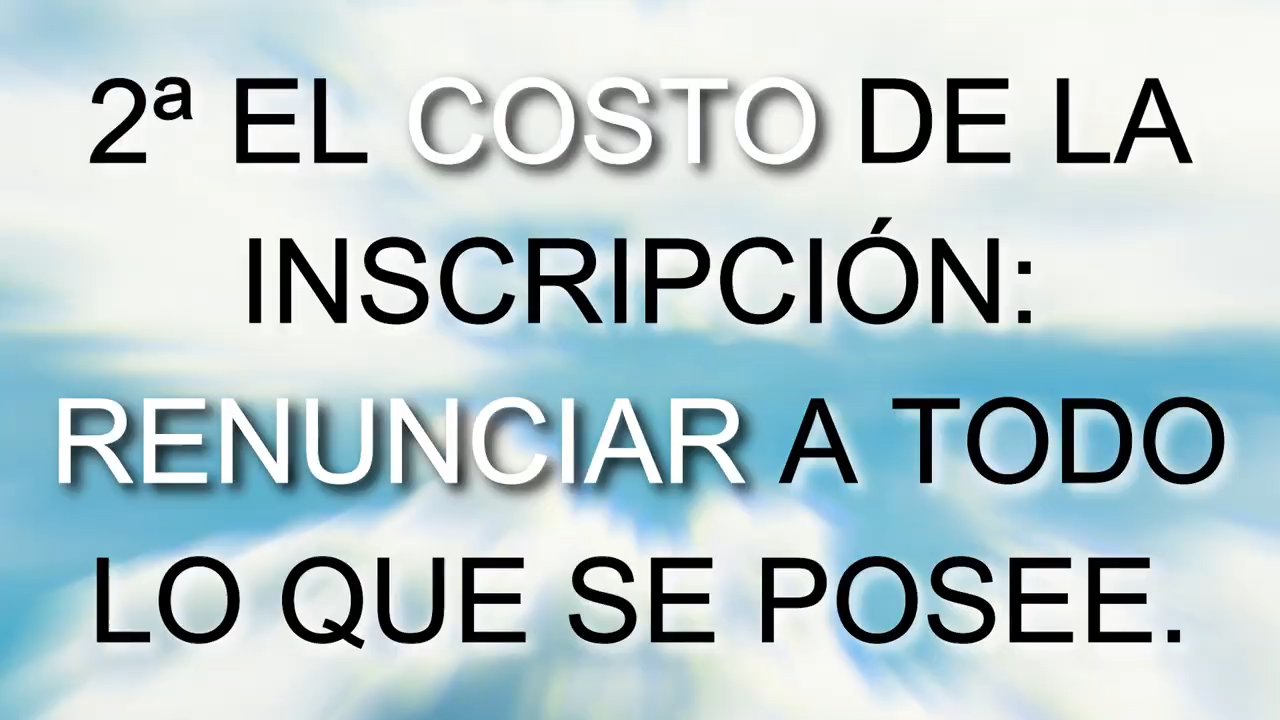 2ª EL COSTO DE LA
INSCRIPCIÓN:
RENUNCIAR A TODO
LO QUE SE POSEE.